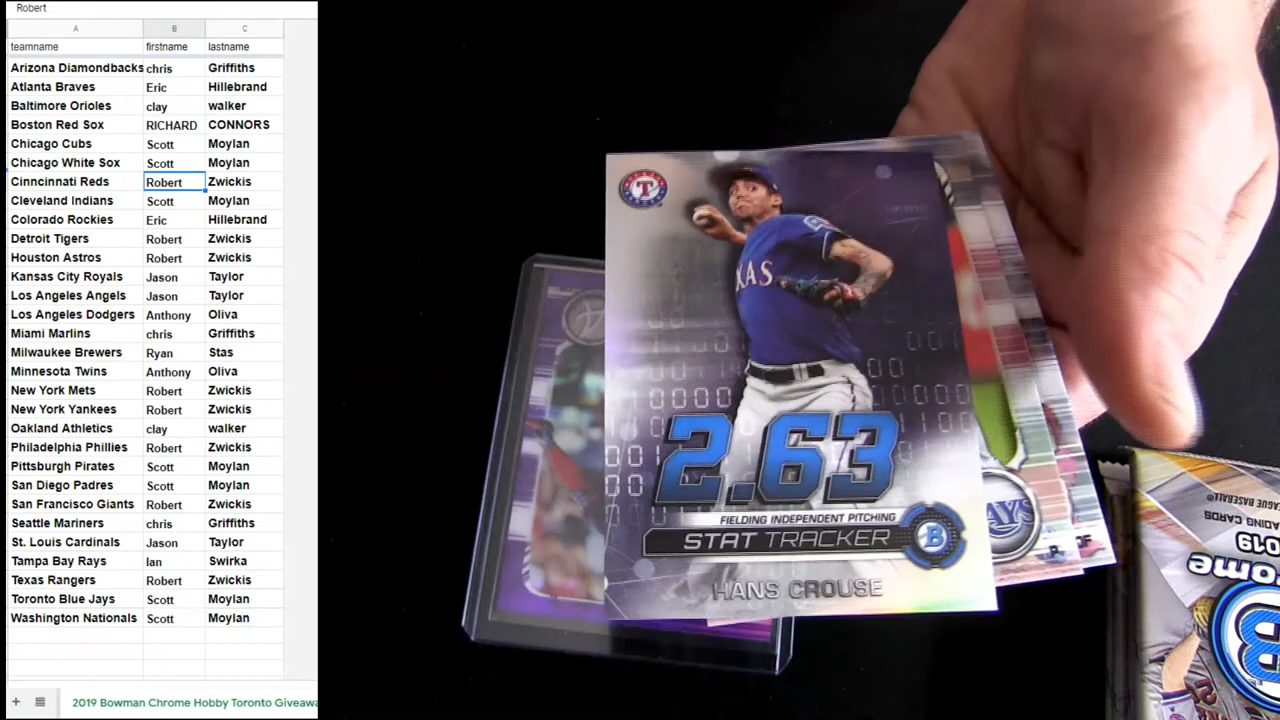 Robert
A B C
teamname firstname lastname
Arizona Diamondbacks chris Griffiths
Atlanta Braves Eric Hillebrand
Baltimore Orioles clay walker
Boston Red Sox RICHARD CONNORS
Chicago Cubs Scott Moylan
Chicago White Sox Scott Moylan
Cinncinnati Reds Robert Zwickis
Cleveland Indians Scott Moylan
Colorado Rockies Eric Hillebrand
Detroit Tigers Robert Zwickis
Houston Astros Robert Zwickis
Kansas City Royals Jason Taylor
Los Angeles Angels Jason Taylor
Los Angeles Dodgers Anthony Oliva
Miami Marlins chris Griffiths
Milwaukee Brewers Ryan Stas
Minnesota Twins Anthony Oliva
New York Mets Robert Zwickis
New York Yankees Robert Zwickis
Oakland Athletics clay walker
Philadelphia Phillies Robert Zwickis
Pittsburgh Pirates Scott Moylan
San Diego Padres Scott Moylan
San Francisco Giants Robert Zwickis
Seattle Mariners chris Griffiths
St. Louis Cardinals Jason Taylor
Tampa Bay Rays Ian Swirka
Texas Rangers Robert Zwickis
Toronto Blue Jays Scott Moylan
Washington Nationals Scott Moylan
2019 Bowman Chrome Hobby Toronto Giveawa
T
XAS
2.63
FIELDING INDEPENDENT PITCHING
STAT TRACKER
B
HANS CROUSE
AYS
2019
B